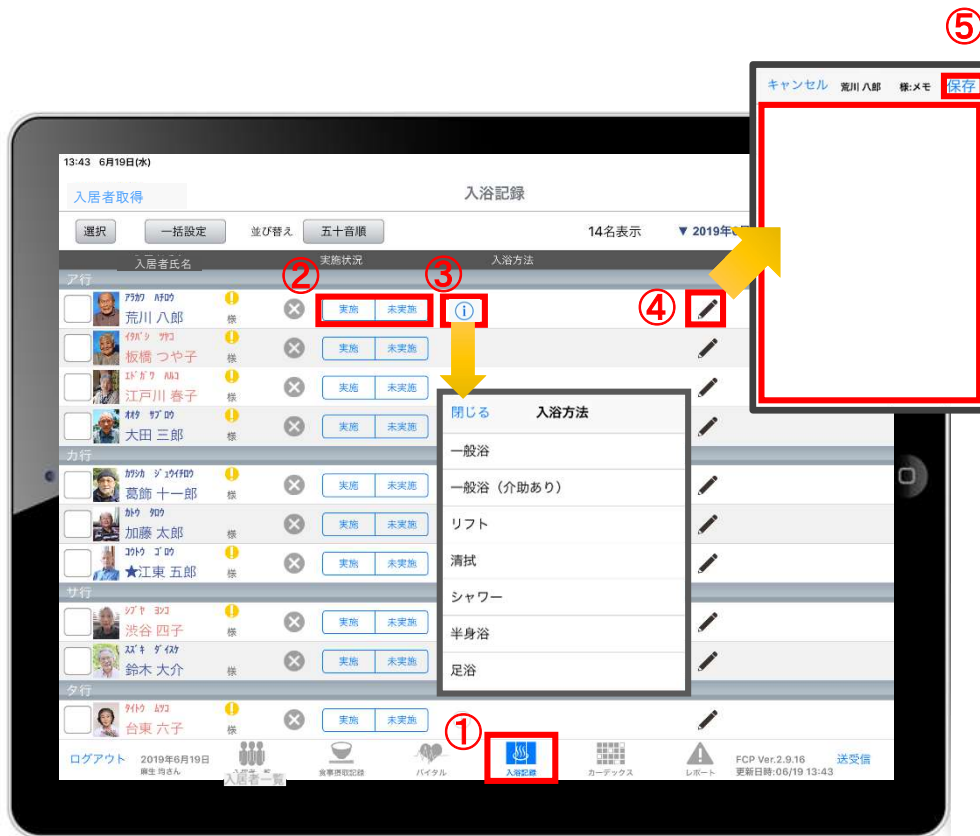 ⑤
キャンセル 荒川 八郎 様:メモ 保存
13:43 6月19日(水)
入居者取得 入浴記録
選択 一括設定 並び替え 五十音順 14名表示 ▼ 2019年
入居者氏名 実施状況 入浴方法
② ③ ④
ア行
アラカワ ハチロウ
荒川 八郎 様 実施 未実施
イタバシ ツヤコ
板橋 つや子 様 実施 未実施
エドガワ ハルコ
江戸川 春子 様 実施 未実施
オオタ サブロウ
大田 三郎 様 実施 未実施
閉じる 入浴方法
一般浴
一般浴（介助あり）
リフト
清拭
シャワー
半身浴
足浴
カ行
カツシカ ジュウイチロウ
葛飾 十一郎 様 実施 未実施
カトウ タロウ
加藤 太郎 様 実施 未実施
コウトウ ゴロウ
★江東 五郎 様 実施 未実施
サ行
シブヤ ヨツコ
渋谷 四子 様 実施 未実施
スズキ ダイスケ
鈴木 大介 様 実施 未実施
タ行
タイトウ ムツコ
台東 六子 様 実施 未実施
①
ログアウト 2019年6月19日
麻生 均さん
入居者一覧 食事摂取記録 バイタル 入浴記録 カーデックス レポート
FCP Ver.2.9.16 送受信
更新日時:06/19 13:43